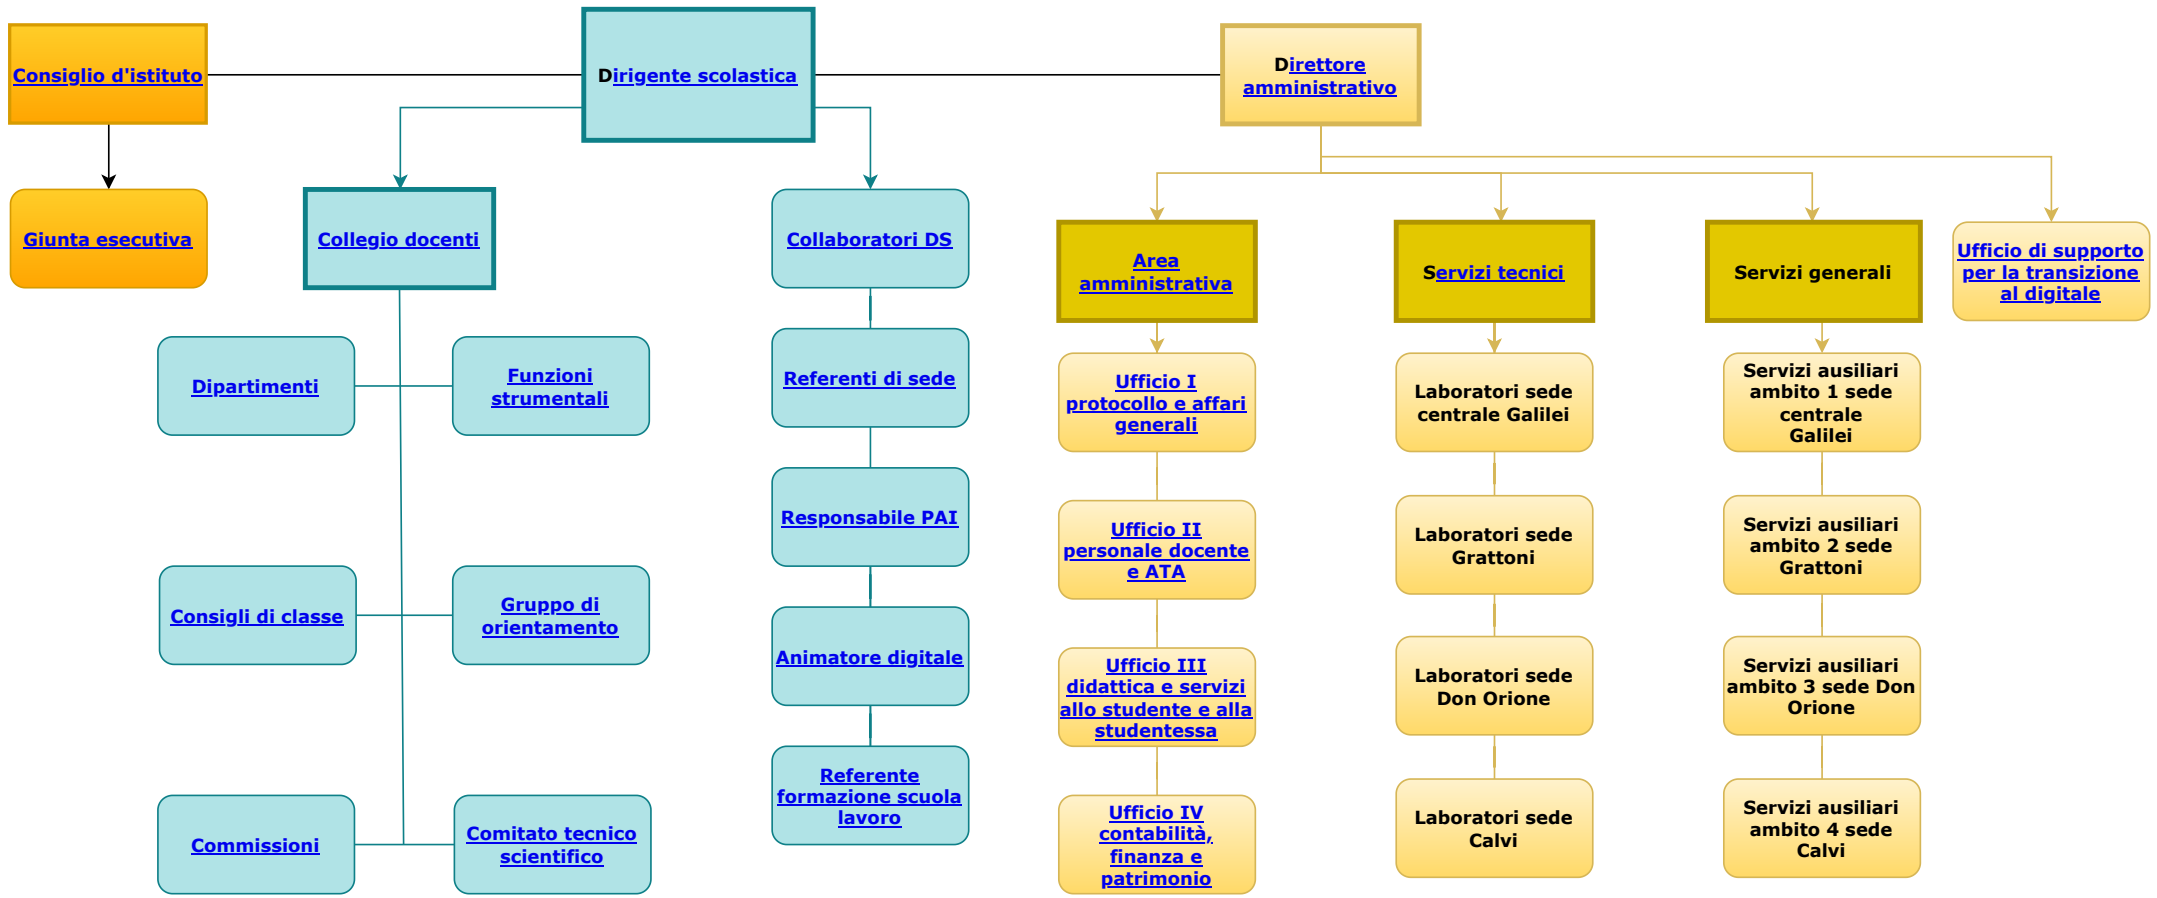 Consiglio d'istituto
Dirigente scolastica
Direttore
amministrativo
Giunta esecutiva
Collegio docenti
Collaboratori DS
Area
amministrativa
Servizi tecnici
Servizi generali
Ufficio di supporto
per la transizione
al digitale
Dipartimenti
Funzioni
strumentali
Consigli di classe
Gruppo di
orientamento
Commissioni
Comitato tecnico
scientifico
Referenti di sede
Responsabile PAI
Animatore digitale
Referente
formazione scuola
lavoro
Ufficio I
protocollo e affari
generali
Ufficio II
personale docente
e ATA
Ufficio III
didattica e servizi
allo studente e alla
studentessa
Ufficio IV
contabilità,
finanza e
patrimonio
Laboratori sede
centrale Galilei
Laboratori sede
Grattoni
Laboratori sede
Don Orione
Laboratori sede
Calvi
Servizi ausiliari
ambito 1 sede
centrale
Galilei
Servizi ausiliari
ambito 2 sede
Grattoni
Servizi ausiliari
ambito 3 sede Don
Orione
Servizi ausiliari
ambito 4 sede
Calvi